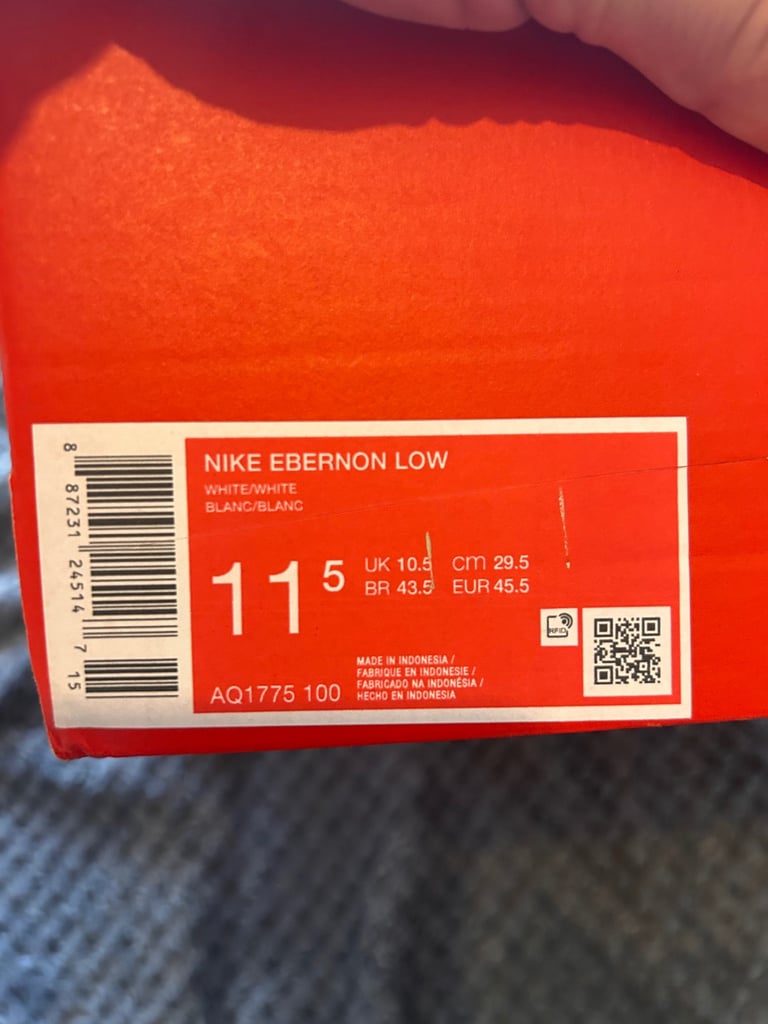 8 87231 24514 7 15
NIKE EBERNON LOW
WHITE/WHITE
BLANC/BLANC
11 5
UK 10.5 cm 29.5
BR 43.5 EUR 45.5
RFID
AQ1775 100
MADE IN INDONESIA /
FABRIQUE EN INDONESIE /
FABRICADO NA INDONÉSIA /
HECHO EN INDONESIA